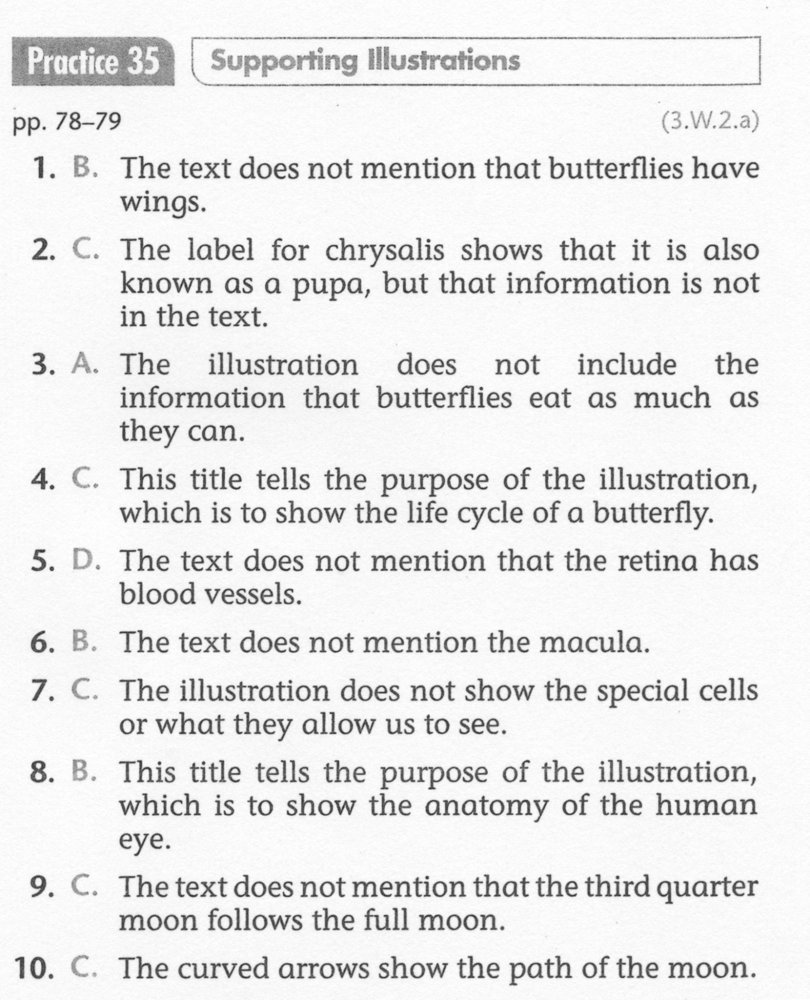 Practice 35 Supporting Illustrations
pp. 78–79 (3.W.2.a)
1. B. The text does not mention that butterflies have
wings.
2. C. The label for chrysalis shows that it is also
known as a pupa, but that information is not
in the text.
3. A. The illustration does not include the
information that butterflies eat as much as
they can.
4. C. This title tells the purpose of the illustration,
which is to show the life cycle of a butterfly.
5. D. The text does not mention that the retina has
blood vessels.
6. B. The text does not mention the macula.
7. C. The illustration does not show the special cells
or what they allow us to see.
8. B. This title tells the purpose of the illustration,
which is to show the anatomy of the human
eye.
9. C. The text does not mention that the third quarter
moon follows the full moon.
10. C. The curved arrows show the path of the moon.